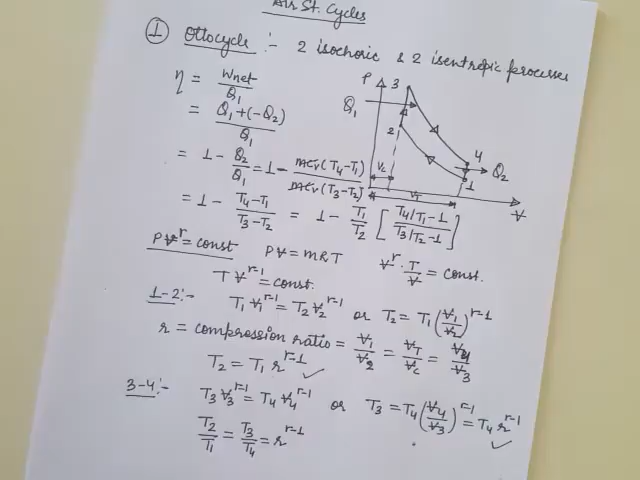 Air St. Cycles
① Ottocycle :- 2 isochoric & 2 isentropic processes
η = Wnet/Q₁
= Q₁+(-Q₂)/Q₁
= 1 - Q₂/Q₁ = 1 - m Cv (T₄-T₁)/m Cv (T₃-T₂)
= 1 - T₄-T₁/T₃-T₂ = 1 - T₁/T₂ [T₄/T₁-1/T₃/T₂-1]
P 3
Q₁
2
4
Q₂
1
Vc
VT
V
PV^r = const PV = mRT V^r · T/V = const.
TV^r-1 = const.
1-2:- T₁V₁^r-1 = T₂V₂^r-1 or T₂ = T₁(V₁/V₂)^r-1
r = compression ratio = V₁/V₂ = VT/Vc = V₄/V₃
T₂ = T₁ r^r-1 ✓
3-4:- T₃V₃^r-1 = T₄V₄^r-1 or T₃ = T₄(V₄/V₃)^r-1 = T₄ r^r-1 ✓
T₂/T₁ = T₃/T₄ = r^r-1